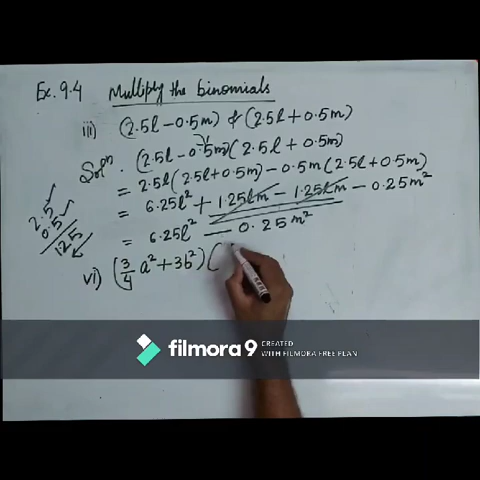 Ex. 9.4 Multiply the binomials
iii) (2.5l - 0.5m) & (2.5l + 0.5m)
Solⁿ. (2.5l - 0.5m)(2.5l + 0.5m)
= 2.5l(2.5l + 0.5m) - 0.5m(2.5l + 0.5m)
= 6.25l² + 1.25lm - 1.25lm - 0.25m²
= 6.25l² - 0.25m²
2.5
0.5
125
vi) (3/4 a² + 3b²)(
filmora 9 CREATED
WITH FILMORA FREE PLAN